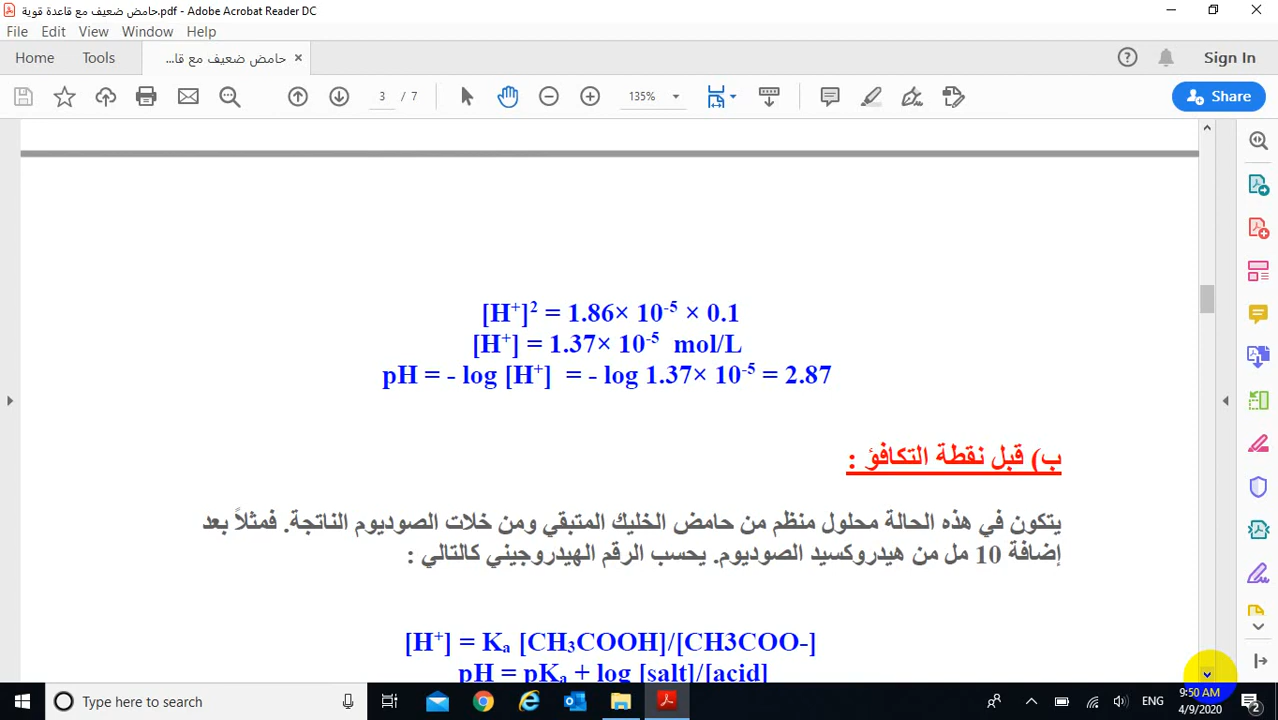 حامض ضعيف مع قاعدة قوية.pdf - Adobe Acrobat Reader DC
File Edit View Window Help
Home Tools حامض ضعيف مع قا... × Sign In
3 / 7 135% Share
[H⁺]² = 1.86× 10⁻⁵ × 0.1
[H⁺] = 1.37× 10⁻⁵ mol/L
pH = - log [H⁺] = - log 1.37× 10⁻⁵ = 2.87
ب) قبل نقطة التكافؤ :
يتكون في هذه الحالة محلول منظم من حامض الخليك المتبقي ومن خلات الصوديوم الناتجة. فمثلاً بعد
إضافة 10 مل من هيدروكسيد الصوديوم. يحسب الرقم الهيدروجيني كالتالي :
[H⁺] = Kₐ [CH₃COOH]/[CH3COO-]
pH = pKₐ + log [salt]/[acid]
Type here to search ENG 9:50 AM
4/9/2020 2